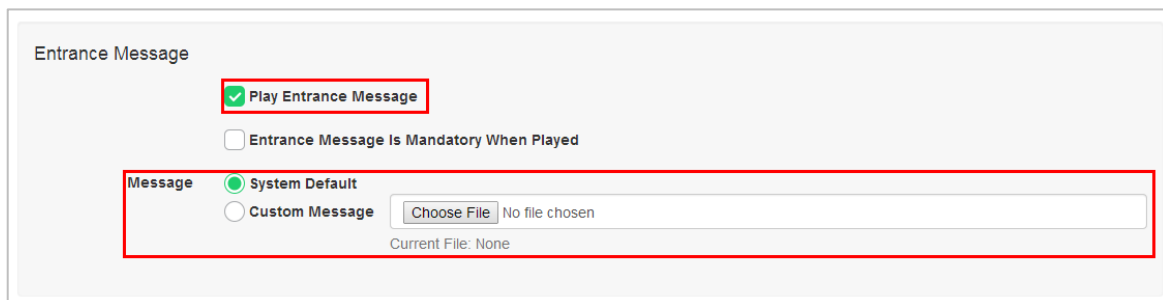 Entrance Message
Play Entrance Message
Entrance Message Is Mandatory When Played
Message System Default
Custom Message Choose File No file chosen
Current File: None